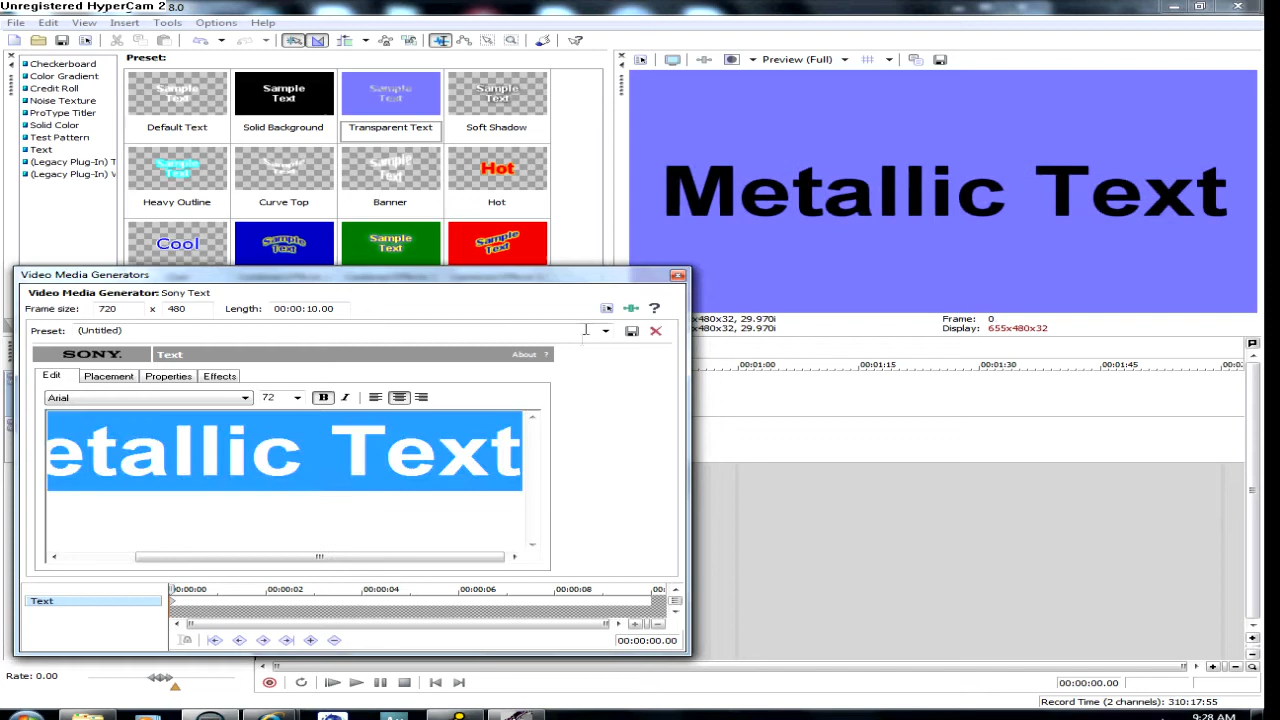 Unregistered HyperCam 2 8.0
File Edit View Insert Tools Options Help
Checkerboard
Color Gradient
Credit Roll
Noise Texture
ProType Titler
Solid Color
Test Pattern
Text
(Legacy Plug-In) T
(Legacy Plug-In)
Preset:
Sample Text
Sample Text
Sample Text
Sample Text
Default Text
Solid Background
Transparent Text
Soft Shadow
Sample Text
Sample Text
Sample Text
Hot
Heavy Outline
Curve Top
Banner
Hot
Cool
Sample Text
Sample Text
Sample Text
Preview (Full)
Metallic Text
x480x32, 29.970i
x480x32, 29.970i
Frame: 0
Display: 655x480x32
Video Media Generators
Video Media Generator: Sony Text
Frame size: 720 x 480 Length: 00:00:10.00
Preset: (Untitled)
SONY. Text About ?
Edit Placement Properties Effects
Arial 72 B I
etallic Text
00:00:00 00:00:02 00:00:04 00:00:06 00:00:08 00:
Text
00:00:00.00
00:01:00 00:01:15 00:01:30 00:01:45 00:0
Rate: 0.00
00:00:00.00
Record Time (2 channels): 310:17:55
9:28 AM